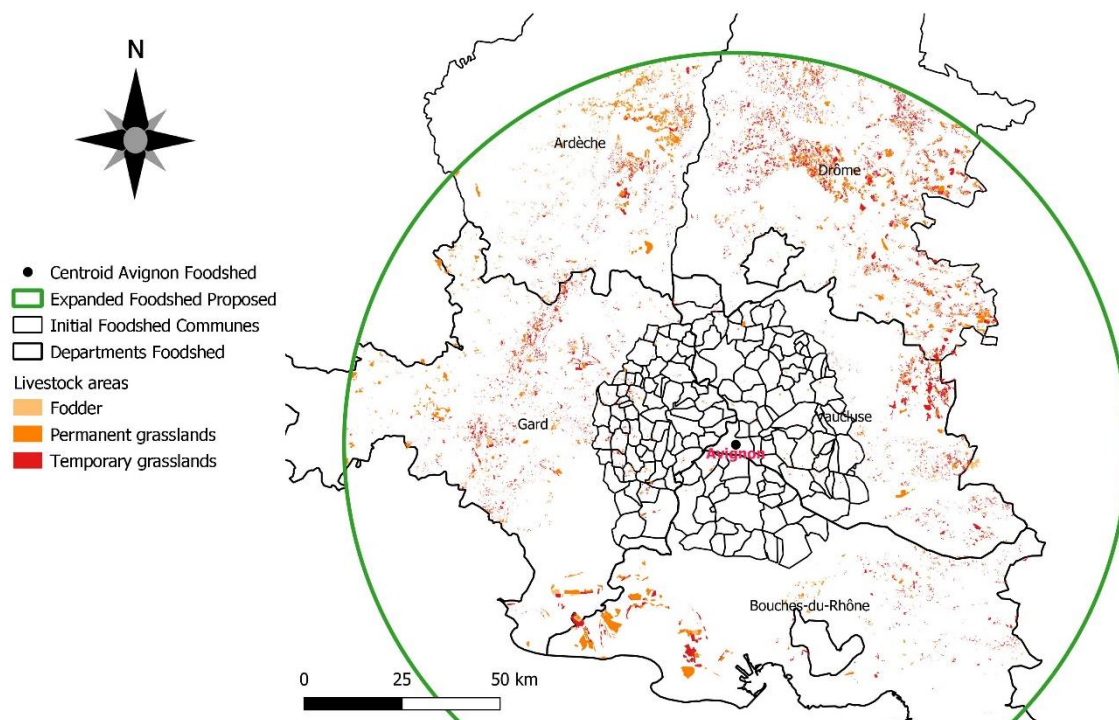 N
Centroid Avignon Foodshed
Expanded Foodshed Proposed
Initial Foodshed Communes
Departments Foodshed
Livestock areas
Fodder
Permanent grasslands
Temporary grasslands
Ardèche
Drôme
Gard
Vaucluse
Avignon
Bouches-du-Rhône
0 25 50 km